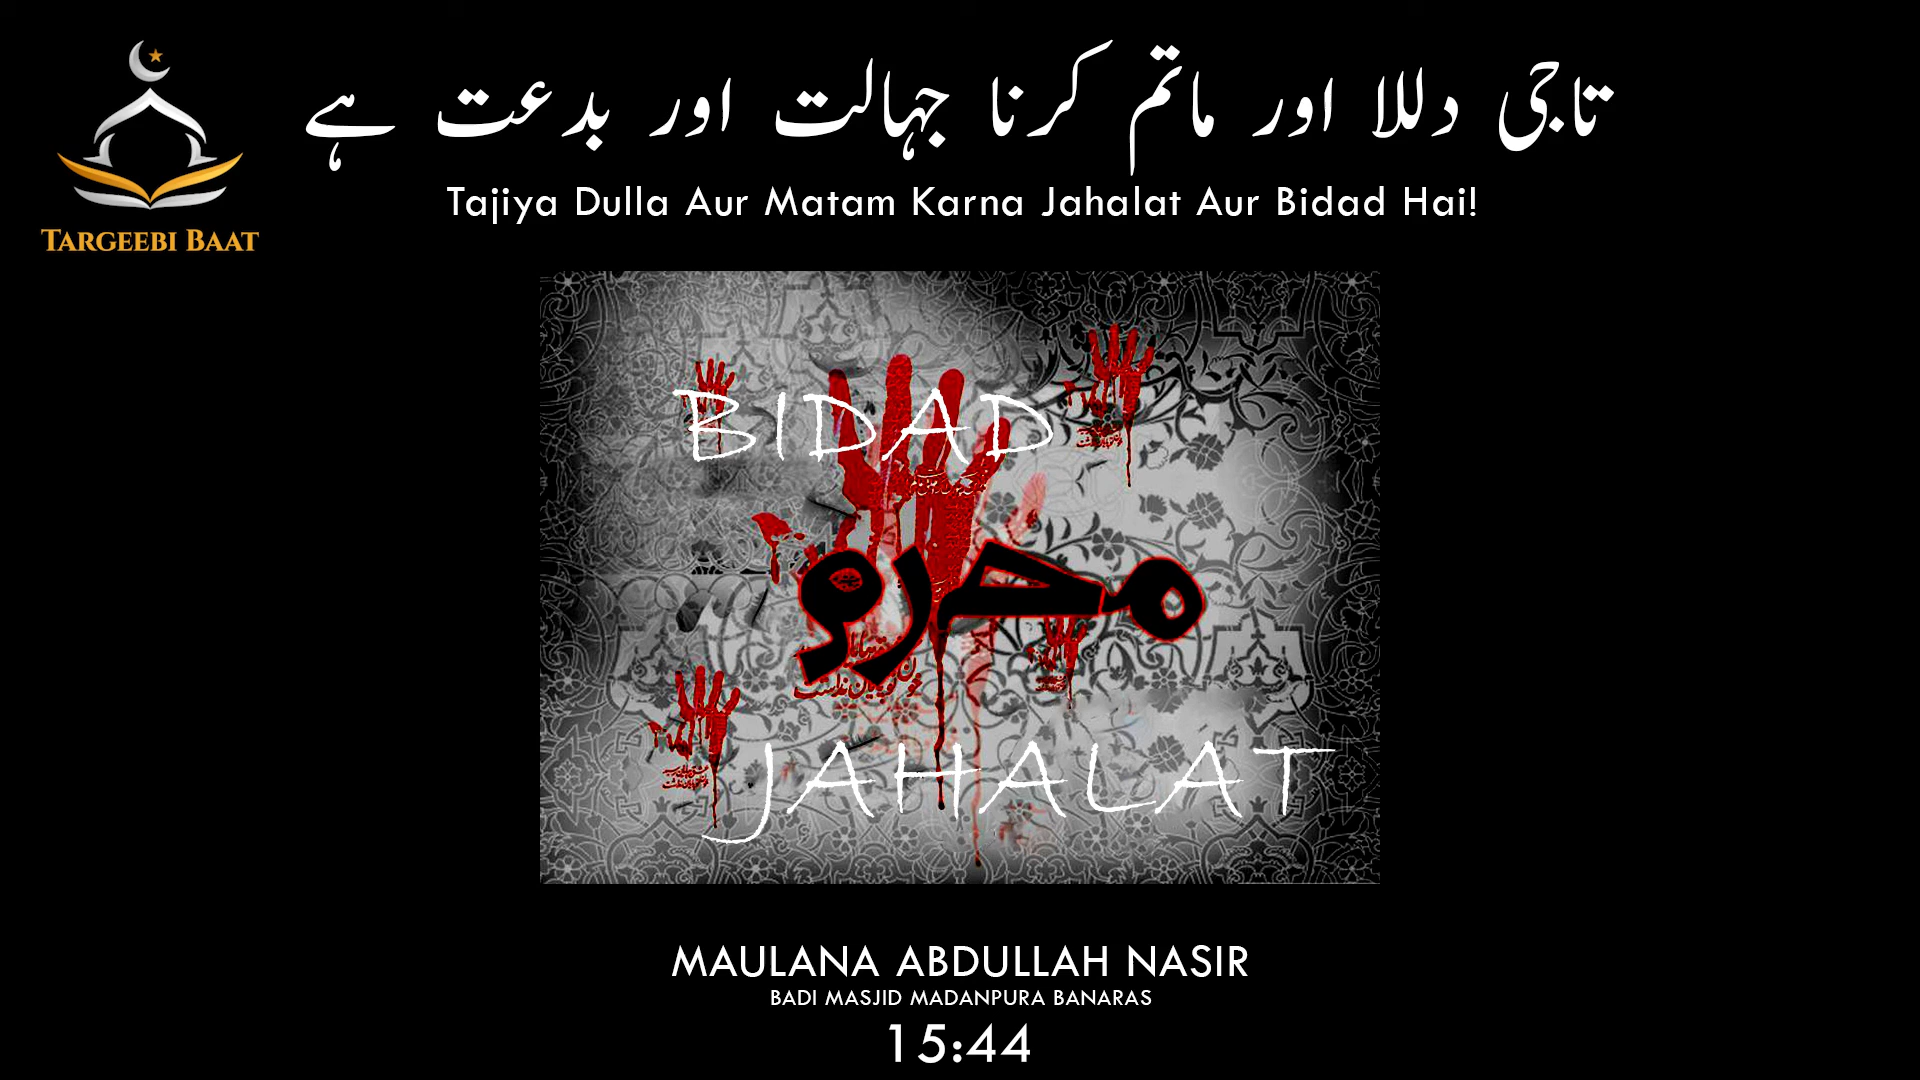 تاجی دللا اور ماتم کرنا جہالت اور بدعت ہے
Tajiya Dulla Aur Matam Karna Jahalat Aur Bidad Hai!
TARGEEBI BAAT
BIDAD
محرم
JAHALAT
MAULANA ABDULLAH NASIR
BADI MASJID MADANPURA BANARAS
15:44